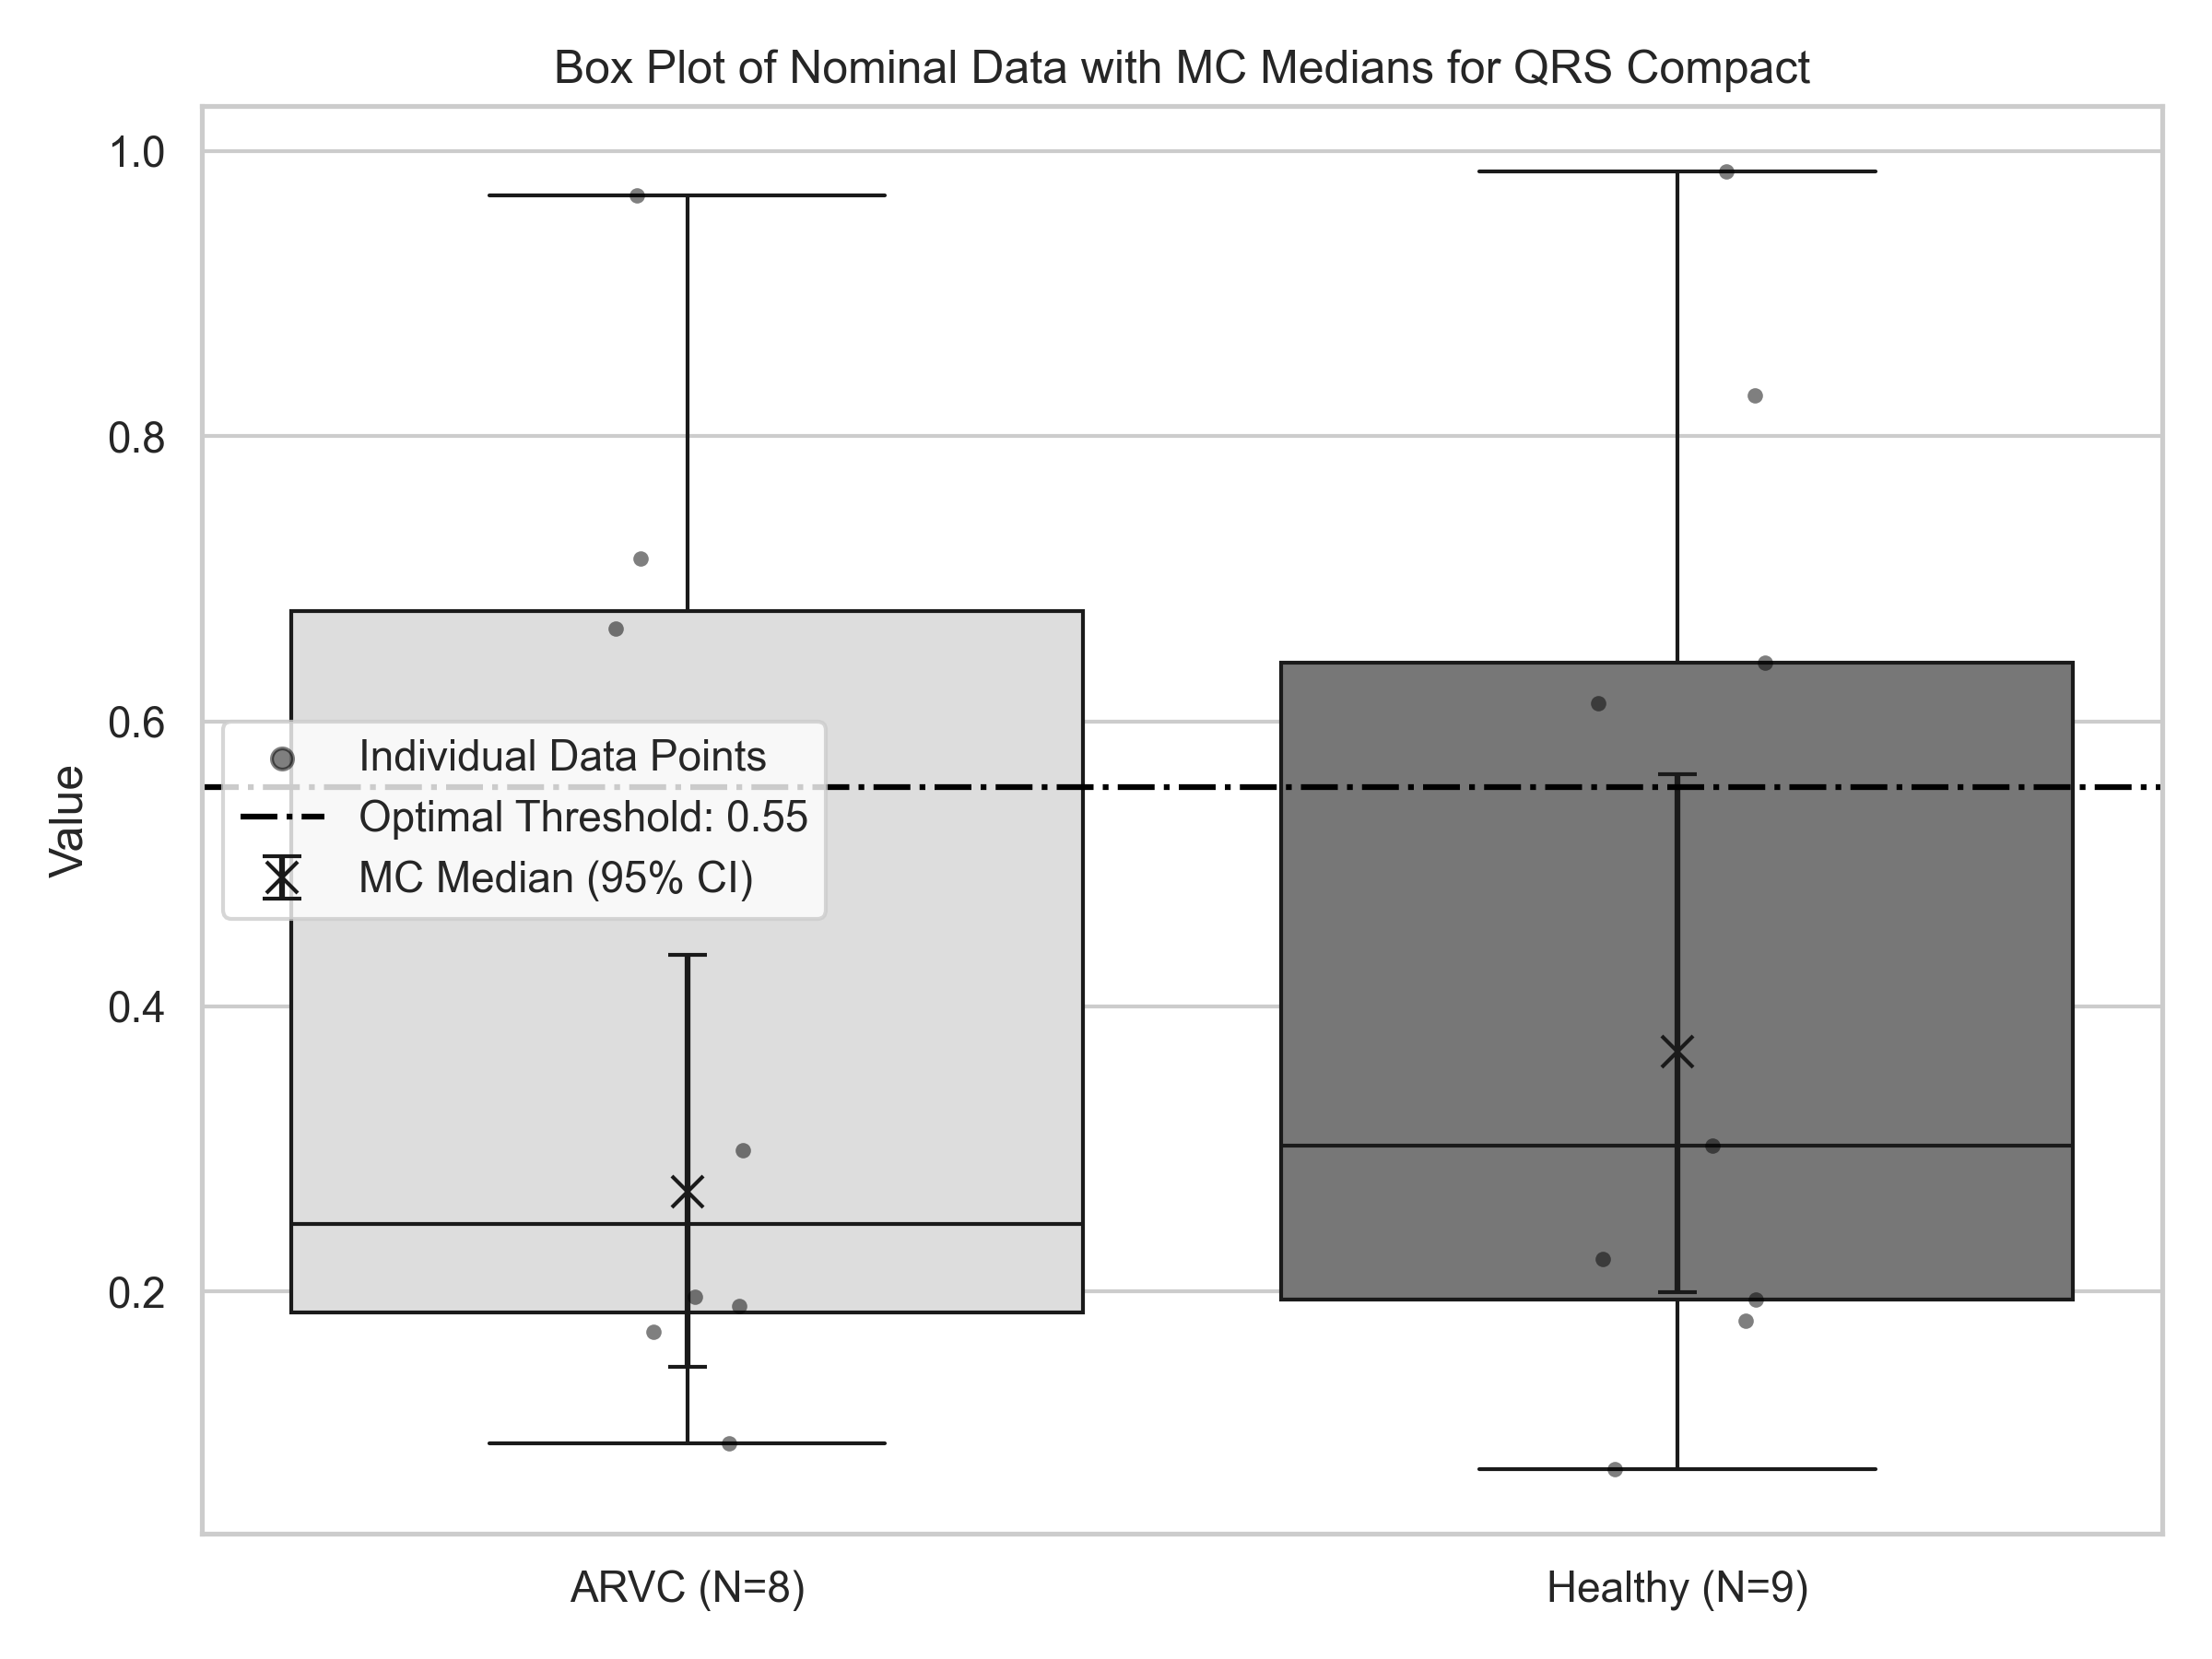 Box Plot of Nominal Data with MC Medians for QRS Compact
1.0
0.8
0.6
0.4
0.2
Value
Individual Data Points
Optimal Threshold: 0.55
MC Median (95% CI)
ARVC (N=8)
Healthy (N=9)